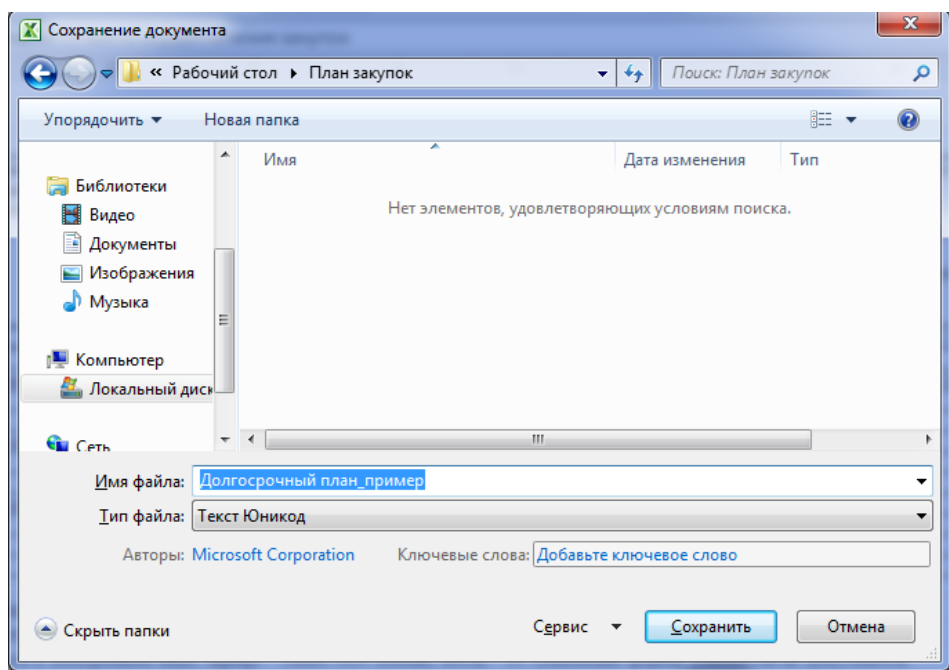 Сохранение документа
« Рабочий стол ▸ План закупок
Поиск: План закупок
Упорядочить
Новая папка
Имя
Дата изменения
Тип
Нет элементов, удовлетворяющих условиям поиска.
Библиотеки
Видео
Документы
Изображения
Музыка
Компьютер
Локальный диск
Сеть
Имя файла: Долгосрочный план_пример
Тип файла: Текст Юникод
Авторы: Microsoft Corporation
Ключевые слова: Добавьте ключевое слово
Скрыть папки
Сервис
Сохранить
Отмена